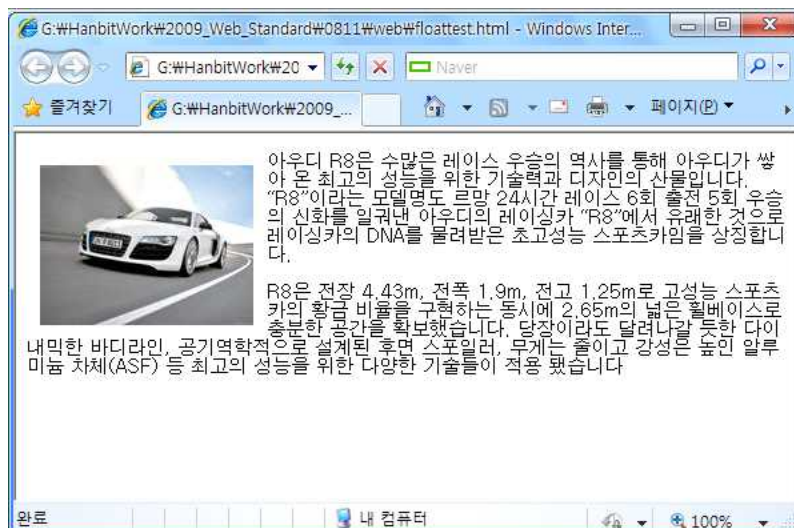 G:₩HanbitWork₩2009_Web_Standard₩0811₩web₩floattest.html - Windows Inter...
G:₩HanbitWork₩20
Naver
즐겨찾기
G:₩HanbitWork₩2009_...
페이지(P)
아우디 R8은 수많은 레이스 우승의 역사를 통해 아우디가 쌓
아 온 최고의 성능을 위한 기술력과 디자인의 산물입니다.
“R8”이라는 모델명도 르망 24시간 레이스 6회 출전 5회 우승
의 신화를 일궈낸 아우디의 레이싱카 “R8”에서 유래한 것으로
레이싱카의 DNA를 물려받은 초고성능 스포츠카임을 상징합니
다.
R8은 전장 4.43m, 전폭 1.9m, 전고 1.25m로 고성능 스포츠
카의 황금 비율을 구현하는 동시에 2.65m의 넓은 휠베이스로
충분한 공간을 확보했습니다. 당장이라도 달려나갈 듯한 다이
내믹한 바디라인, 공기역학적으로 설계된 후면 스포일러, 무게는 줄이고 강성은 높인 알루
미늄 차체(ASF) 등 최고의 성능을 위한 다양한 기술들이 적용 됐습니다
완료
내 컴퓨터
100%